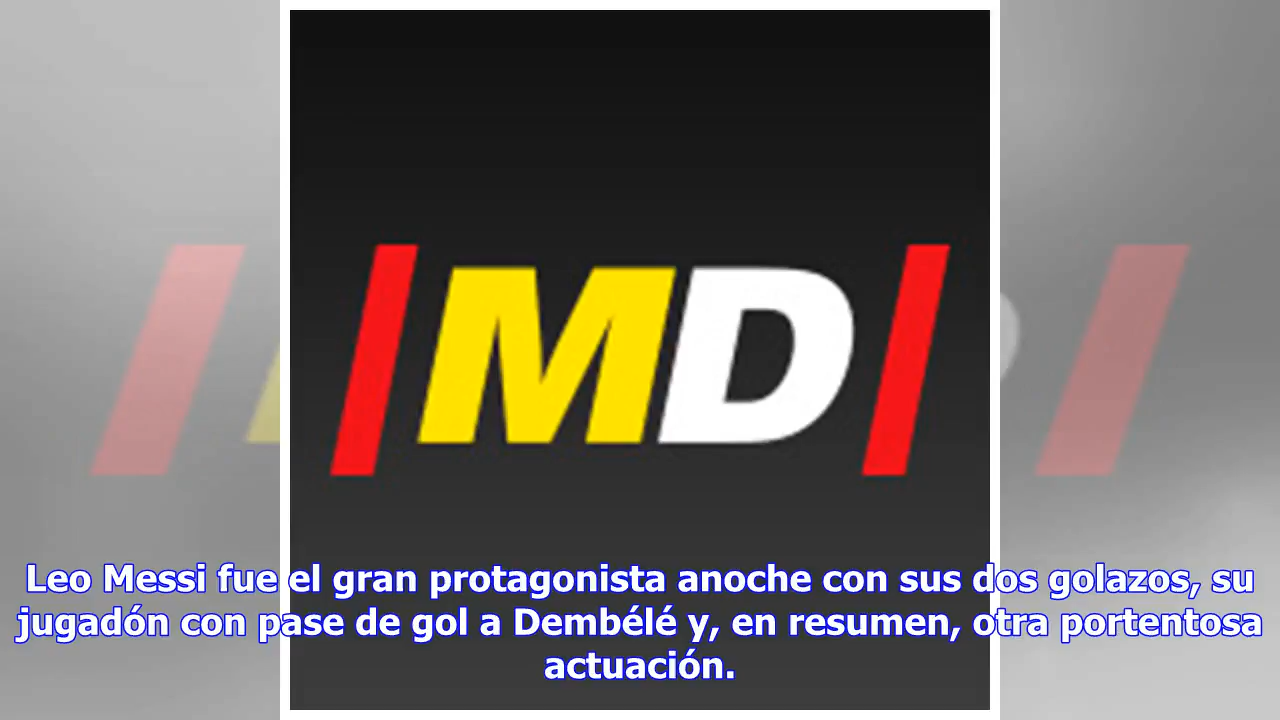 |MD|
Leo Messi fue el gran protagonista anoche con sus dos golazos, su
jugadón con pase de gol a Dembélé y, en resumen, otra portentosa
actuación.